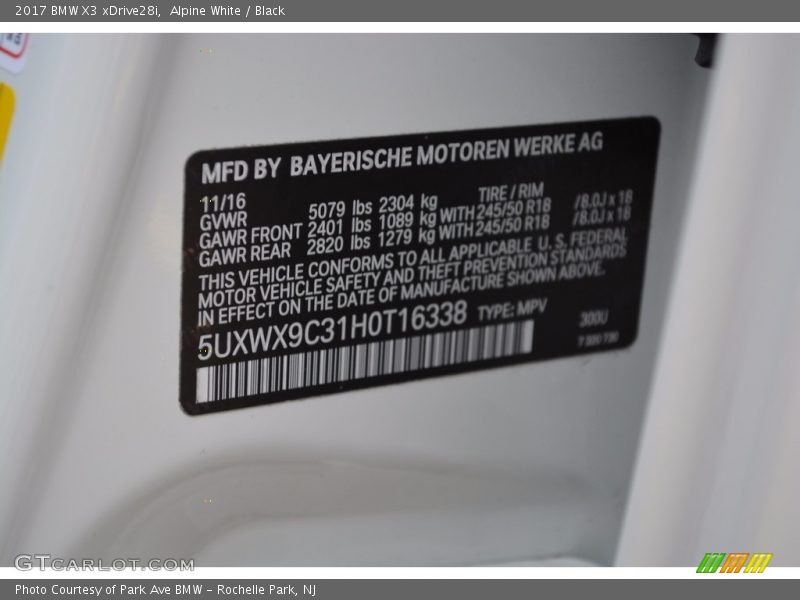 2017 BMW X3 xDrive28i, Alpine White / Black
MFD BY BAYERISCHE MOTOREN WERKE AG
11/16 TIRE / RIM
GVWR 5079 lbs 2304 kg
GAWR FRONT 2401 lbs 1089 kg WITH 245/50 R18 /8.0J x 18
GAWR REAR 2820 lbs 1279 kg WITH 245/50 R18 /8.0J x 18
THIS VEHICLE CONFORMS TO ALL APPLICABLE U. S. FEDERAL
MOTOR VEHICLE SAFETY AND THEFT PREVENTION STANDARDS
IN EFFECT ON THE DATE OF MANUFACTURE SHOWN ABOVE.
5UXWX9C31H0T16338 TYPE: MPV
300U
GTCARLOT.COM
Photo Courtesy of Park Ave BMW - Rochelle Park, NJ